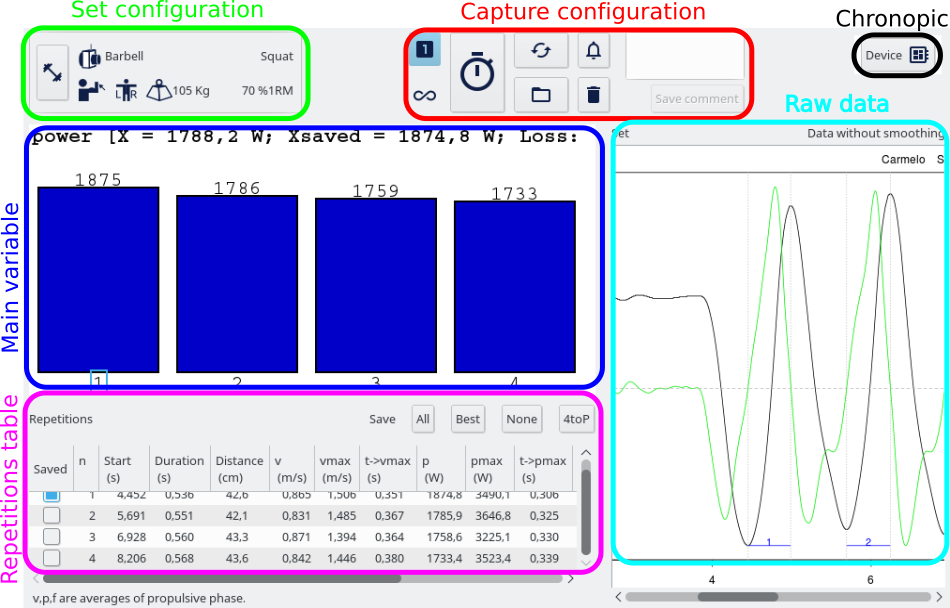 Set configuration
Capture configuration
Chronopic
Barbell
Squat
L R
105 Kg
70 %1RM
1
∞
Save comment
Device
Raw data
Set
Data without smoothing
Carmelo S
Main variable
power [X = 1788,2 W; Xsaved = 1874,8 W; Loss:
1875 1786 1759 1733
1 2 3 4
1 2
4 6
Repetitions table
Repetitions Save All Best None 4toP
Saved n Start (s) Duration (s) Distance (cm) v (m/s) vmax (m/s) t->vmax (s) p (W) pmax (W) t->pmax (s)
1 4,452 0,536 42,6 0,865 1,506 0,351 1874,8 3490,1 0,306
2 5,691 0,551 42,1 0,831 1,485 0,367 1785,9 3646,8 0,325
3 6,928 0,560 43,3 0,871 1,394 0,364 1758,6 3225,1 0,330
4 8,206 0,568 43,6 0,842 1,446 0,380 1733,4 3523,4 0,339
v,p,f are averages of propulsive phase.